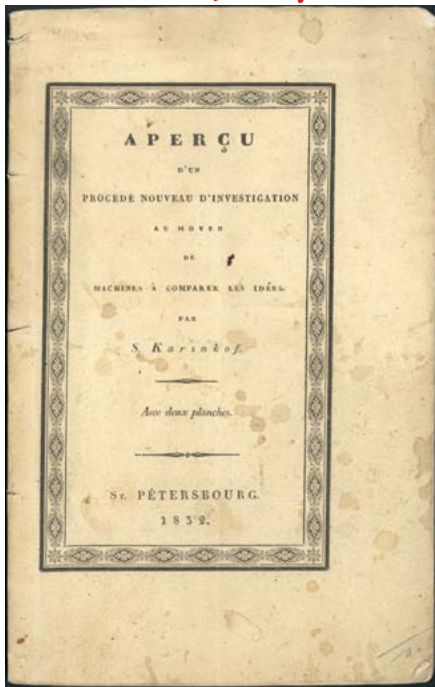 APERÇU
D'UN
PROCÉDÉ NOUVEAU D'INVESTIGATION
AU MOYEN
DE
MACHINES À COMPARER LES IDÉES.
PAR
S. Karsakof.
Avec deux planches.
St. PÉTERSBOURG.
1832.